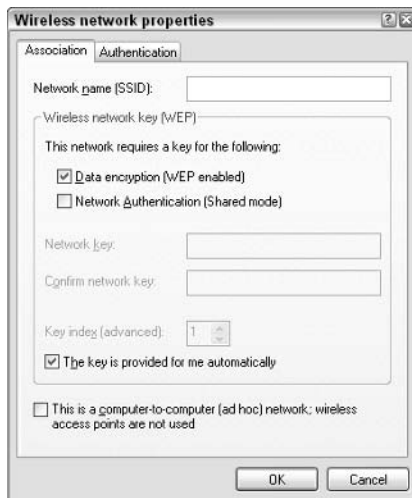 Wireless network properties
Association
Authentication
Network name (SSID):
Wireless network key (WEP)
This network requires a key for the following:
Data encryption (WEP enabled)
Network Authentication (Shared mode)
Network key:
Confirm network key:
Key index (advanced): 1
The key is provided for me automatically
This is a computer-to-computer (ad hoc) network; wireless
access points are not used
OK Cancel